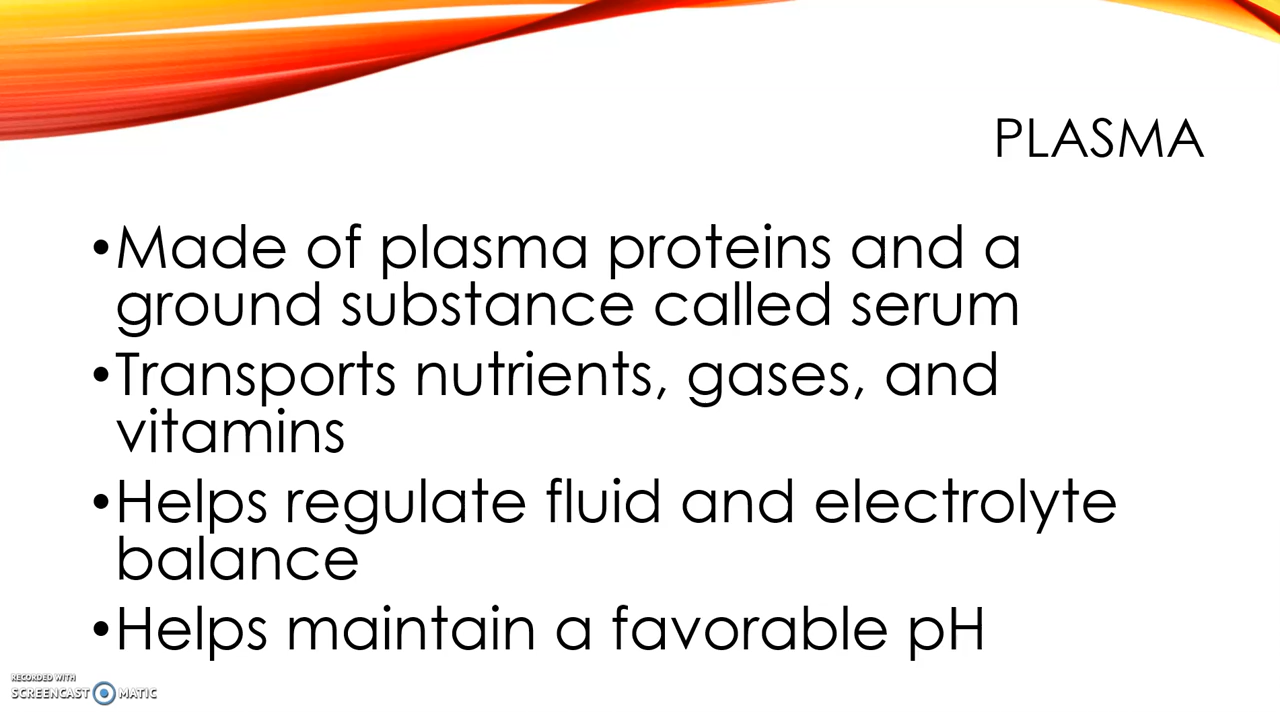 PLASMA
•Made of plasma proteins and a
ground substance called serum
•Transports nutrients, gases, and
vitamins
•Helps regulate fluid and electrolyte
balance
•Helps maintain a favorable pH
RECORDED WITH
SCREENCAST MATIC